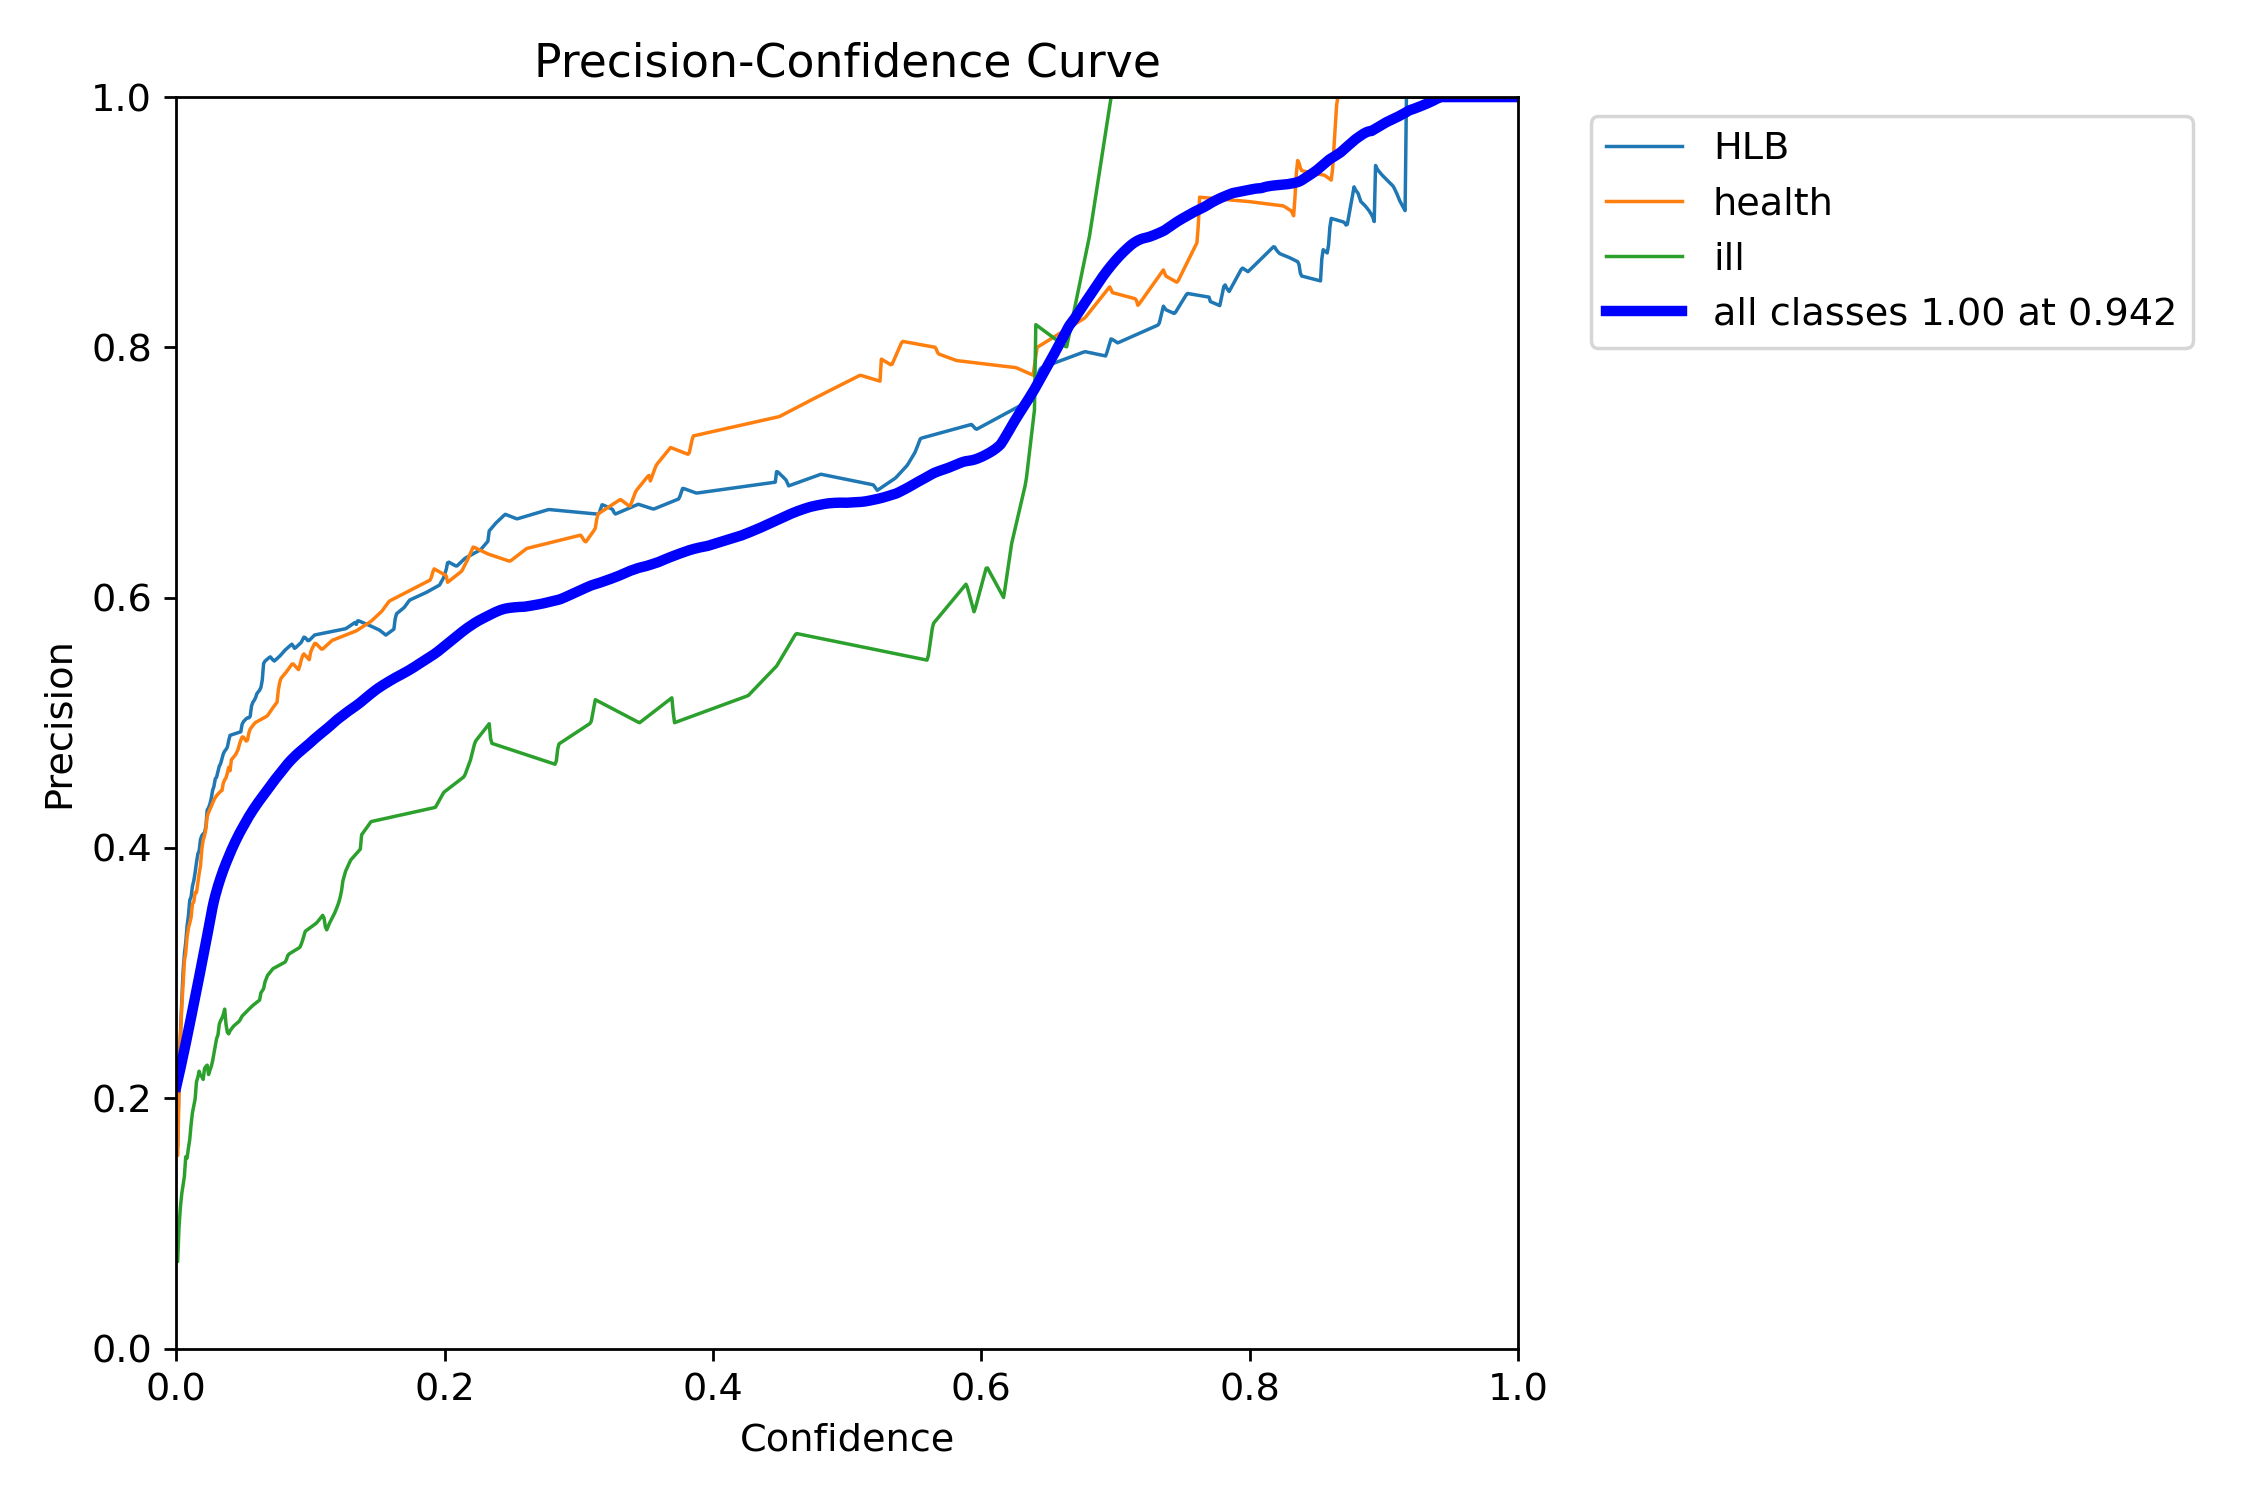 Precision-Confidence Curve
1.0
0.8
0.6
0.4
0.2
0.0
Precision
0.0 0.2 0.4 0.6 0.8 1.0
Confidence
HLB
health
ill
all classes 1.00 at 0.942